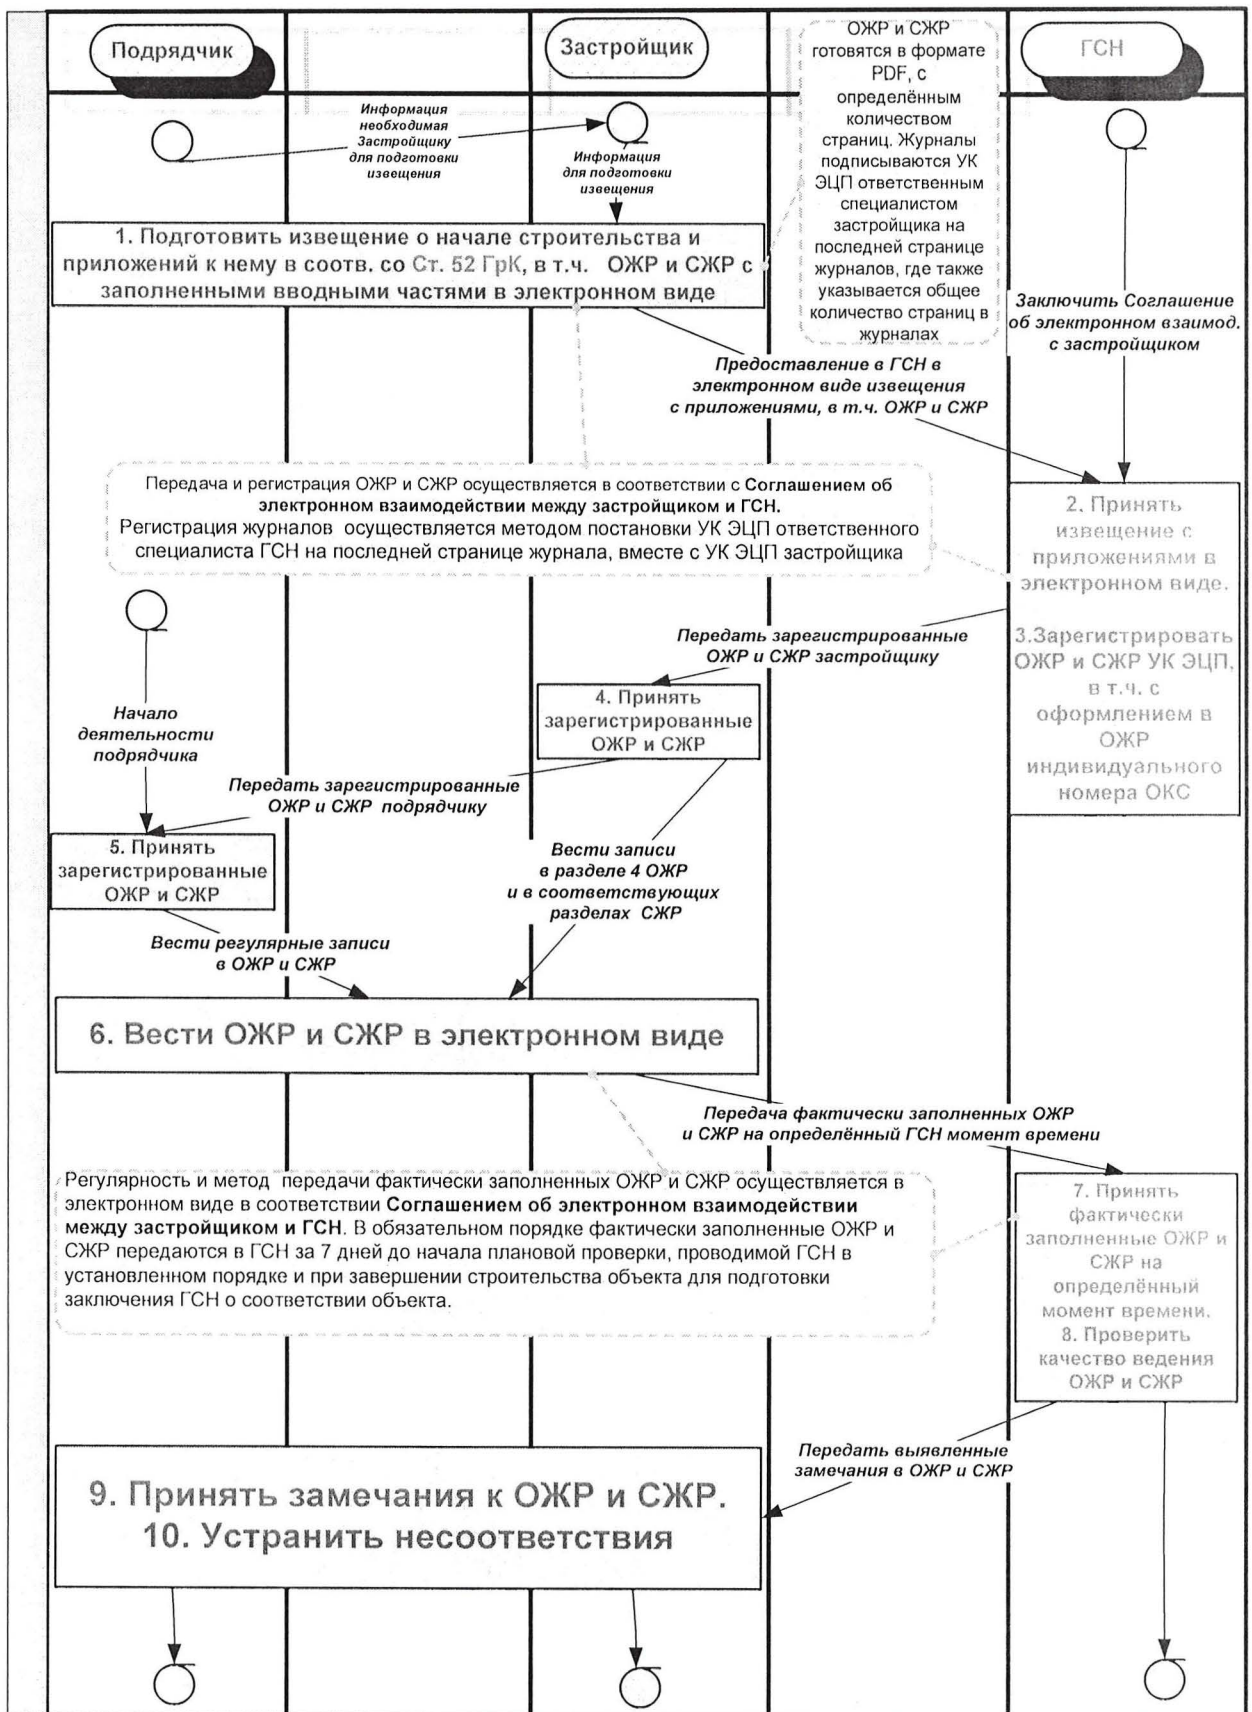 Подрядчик
Застройщик
ГСН
ОЖР и СЖР
готовятся в формате
PDF, с
определённым
количеством
страниц. Журналы
подписываются УК
ЭЦП ответственным
специалистом
застройщика на
последней странице
журналов, где также
указывается общее
количество страниц в
журналах
Информация
необходимая
Застройщику
для подготовки
извещения
Информация
для подготовки
извещения
1. Подготовить извещение о начале строительства и
приложений к нему в соотв. со Ст. 52 ГрК, в т.ч. ОЖР и СЖР с
заполненными вводными частями в электронном виде
Заключить Соглашение
об электронном взаимод.
с застройщиком
Предоставление в ГСН в
электронном виде извещения
с приложениями, в т.ч. ОЖР и СЖР
Передача и регистрация ОЖР и СЖР осуществляется в соответствии с Соглашением об
электронном взаимодействии между застройщиком и ГСН.
Регистрация журналов осуществляется методом постановки УК ЭЦП ответственного
специалиста ГСН на последней странице журнала, вместе с УК ЭЦП застройщика
2. Принять
извещение с
приложениями в
электронном виде.
3.Зарегистрировать
ОЖР и СЖР УК ЭЦП,
в т.ч. с
оформлением в
ОЖР
индивидуального
номера ОКС
Передать зарегистрированные
ОЖР и СЖР застройщику
4. Принять
зарегистрированные
ОЖР и СЖР
Начало
деятельности
подрядчика
Передать зарегистрированные
ОЖР и СЖР подрядчику
5. Принять
зарегистрированные
ОЖР и СЖР
Вести записи
в разделе 4 ОЖР
и в соответствующих
разделах СЖР
Вести регулярные записи
в ОЖР и СЖР
6. Вести ОЖР и СЖР в электронном виде
Передача фактически заполненных ОЖР
и СЖР на определённый ГСН момент времени
Регулярность и метод передачи фактически заполненных ОЖР и СЖР осуществляется в
электронном виде в соответствии Соглашением об электронном взаимодействии
между застройщиком и ГСН. В обязательном порядке фактически заполненные ОЖР и
СЖР передаются в ГСН за 7 дней до начала плановой проверки, проводимой ГСН в
установленном порядке и при завершении строительства объекта для подготовки
заключения ГСН о соответствии объекта.
7. Принять
фактически
заполненные ОЖР и
СЖР на
определённый
момент времени.
8. Проверить
качество ведения
ОЖР и СЖР
Передать выявленные
замечания в ОЖР и СЖР
9. Принять замечания к ОЖР и СЖР.
10. Устранить несоответствия